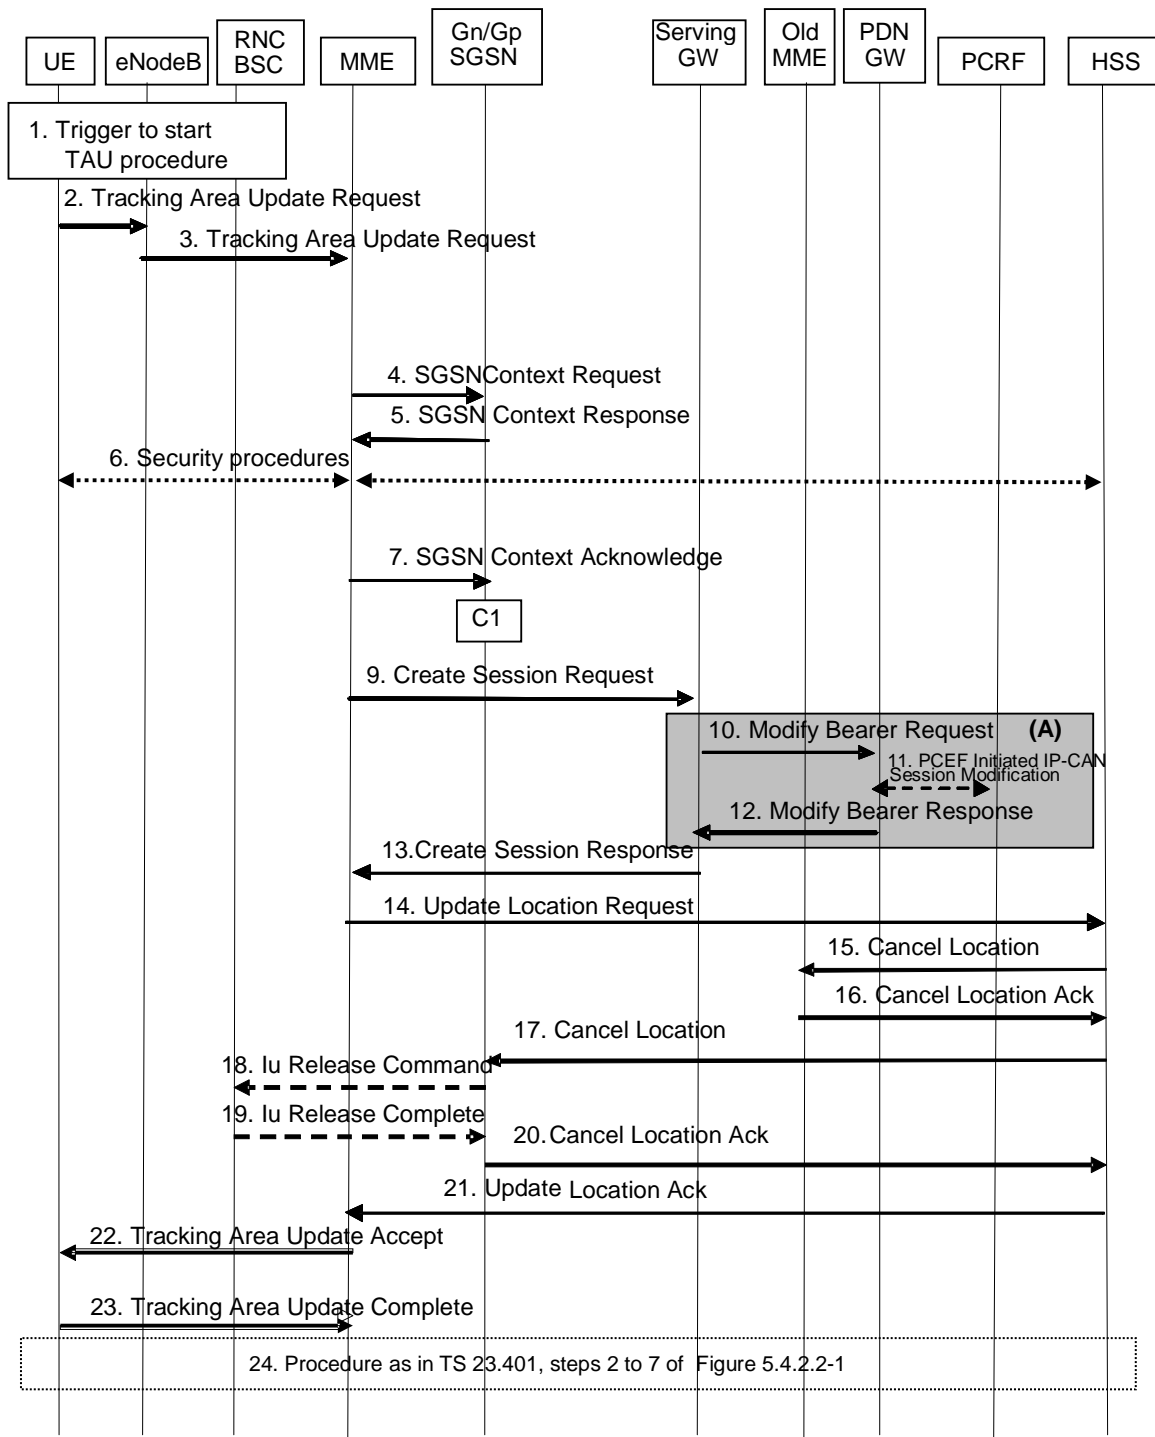 UE
eNodeB
RNC
BSC
MME
Gn/Gp
SGSN
Serving
GW
Old
MME
PDN
GW
PCRF
HSS
1. Trigger to start
TAU procedure
2. Tracking Area Update Request
3. Tracking Area Update Request
4. SGSNContext Request
5. SGSN Context Response
6. Security procedures
7. SGSN Context Acknowledge
C1
9. Create Session Request
10. Modify Bearer Request
(A)
11. PCEF Initiated IP-CAN
Session Modification
12. Modify Bearer Response
13.Create Session Response
14. Update Location Request
15. Cancel Location
16. Cancel Location Ack
17. Cancel Location
18. Iu Release Command
19. Iu Release Complete
20.Cancel Location Ack
21. Update Location Ack
22. Tracking Area Update Accept
23. Tracking Area Update Complete
24. Procedure as in TS 23.401, steps 2 to 7 of Figure 5.4.2.2-1